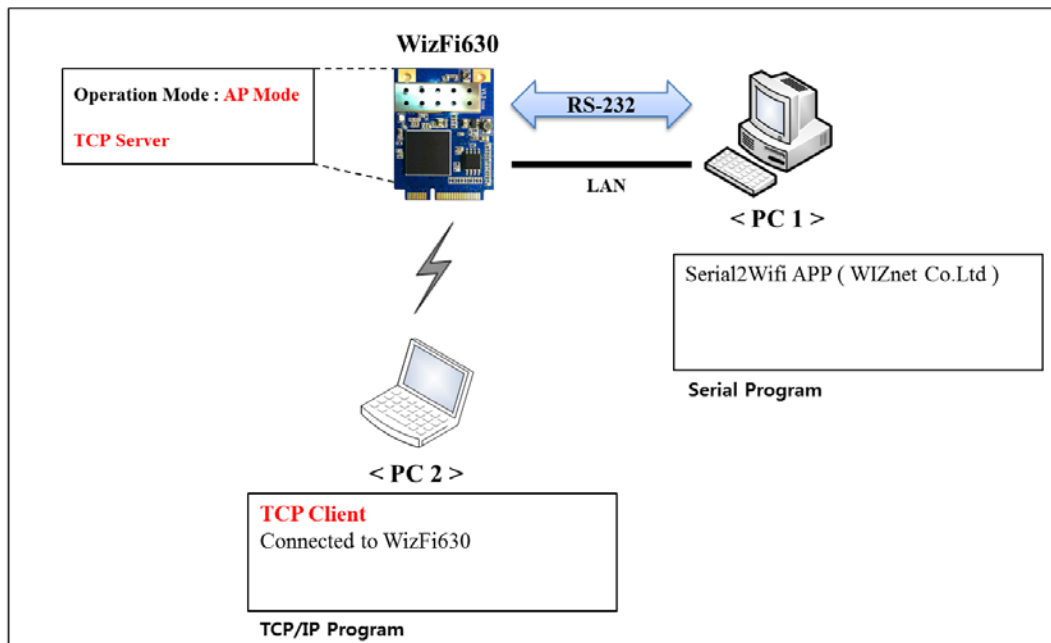 WizFi630
Operation Mode : AP Mode
TCP Server
RS-232
LAN
< PC 1 >
Serial2Wifi APP ( WIZnet Co.Ltd )
Serial Program
< PC 2 >
TCP Client
Connected to WizFi630
TCP/IP Program